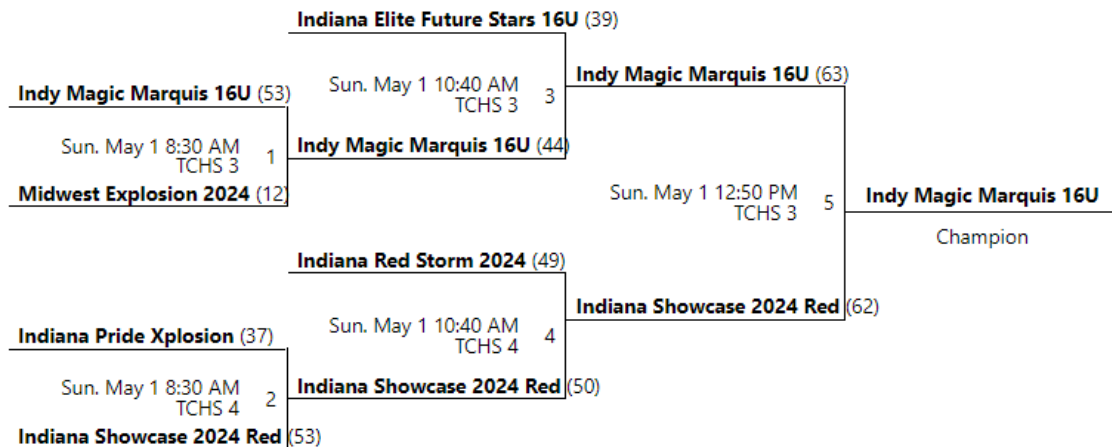 Indiana Elite Future Stars 16U (39)
Sun. May 1 10:40 AM
TCHS 3
3
Indy Magic Marquis 16U (63)
Indy Magic Marquis 16U (53)
Sun. May 1 8:30 AM
TCHS 3
1
Indy Magic Marquis 16U (44)
Midwest Explosion 2024 (12)
Sun. May 1 12:50 PM
TCHS 3
5
Indy Magic Marquis 16U
Champion
Indiana Red Storm 2024 (49)
Sun. May 1 10:40 AM
TCHS 4
4
Indiana Showcase 2024 Red (62)
Indiana Pride Xplosion (37)
Sun. May 1 8:30 AM
TCHS 4
2
Indiana Showcase 2024 Red (50)
Indiana Showcase 2024 Red (53)